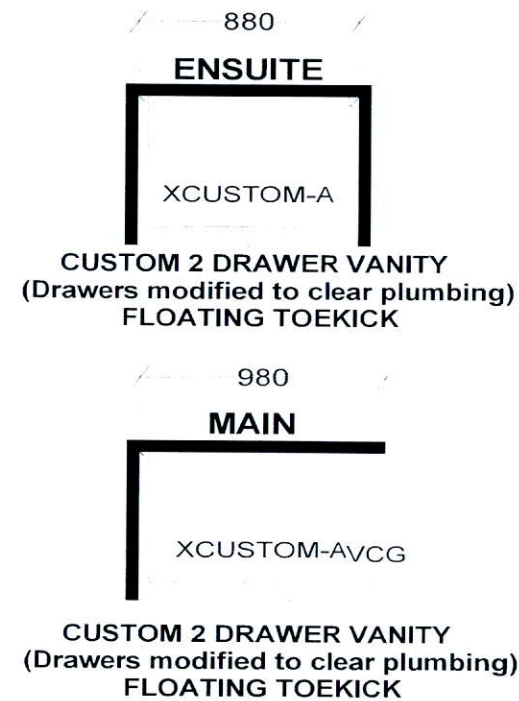 880
ENSUITE
XCUSTOM-A
CUSTOM 2 DRAWER VANITY
(Drawers modified to clear plumbing)
FLOATING TOEKICK
980
MAIN
XCUSTOM-AVCG
CUSTOM 2 DRAWER VANITY
(Drawers modified to clear plumbing)
FLOATING TOEKICK